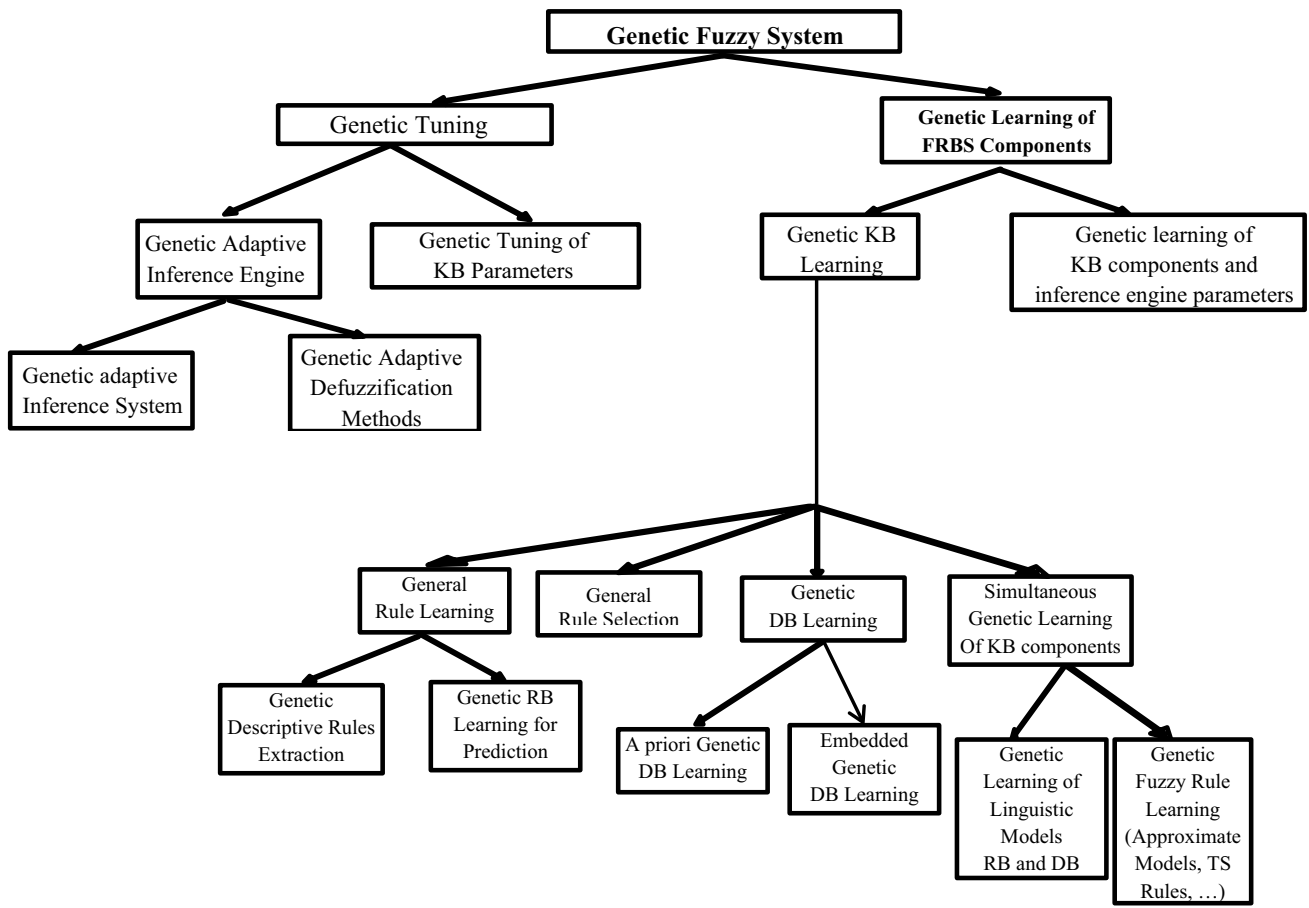 Genetic Fuzzy System
Genetic Tuning
Genetic Learning of
FRBS Components
Genetic Adaptive
Inference Engine
Genetic Tuning of
KB Parameters
Genetic KB
Learning
Genetic learning of
KB components and
inference engine parameters
Genetic adaptive
Inference System
Genetic Adaptive
Defuzzification
Methods
General
Rule Learning
General
Rule Selection
Genetic
DB Learning
Simultaneous
Genetic Learning
Of KB components
Genetic
Descriptive Rules
Extraction
Genetic RB
Learning for
Prediction
A priori Genetic
DB Learning
Embedded
Genetic
DB Learning
Genetic
Learning of
Linguistic
Models
RB and DB
Genetic
Fuzzy Rule
Learning
(Approximate
Models, TS
Rules, …)